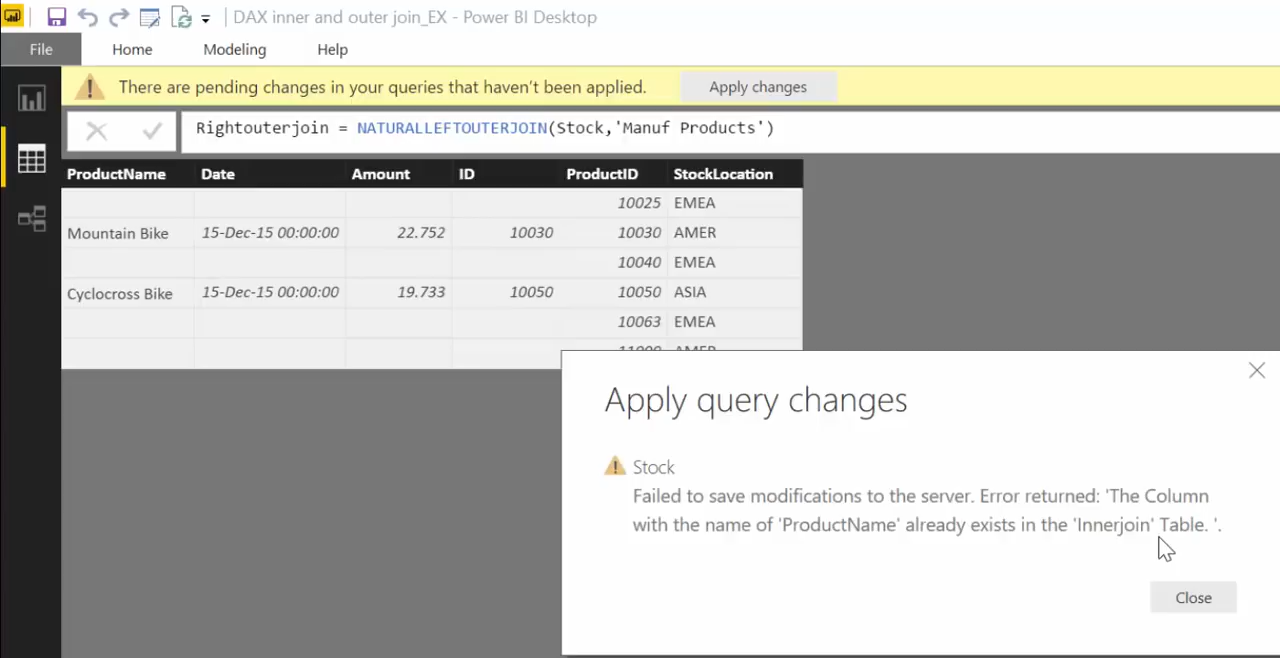 DAX inner and outer join_EX - Power BI Desktop
File Home Modeling Help
There are pending changes in your queries that haven't been applied. Apply changes
Rightouterjoin = NATURALLEFTOUTERJOIN(Stock,'Manuf Products')
ProductName Date Amount ID ProductID StockLocation
10025 EMEA
Mountain Bike 15-Dec-15 00:00:00 22.752 10030 10030 AMER
10040 EMEA
Cyclocross Bike 15-Dec-15 00:00:00 19.733 10050 10050 ASIA
10063 EMEA
AMER
Apply query changes
Stock
Failed to save modifications to the server. Error returned: 'The Column
with the name of 'ProductName' already exists in the 'Innerjoin' Table. '.
Close